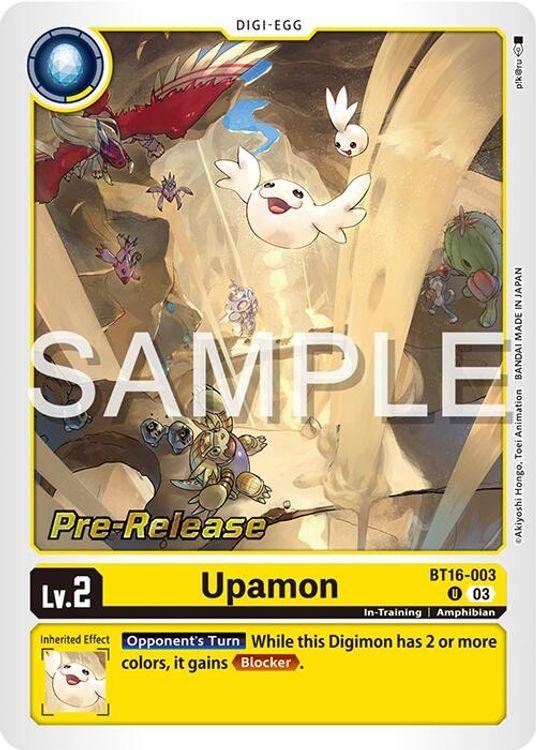 DIGI-EGG
p!k@ru
©Akiyoshi Hongo, Toei Animation BANDAI MADE IN JAPAN
SAMPLE
Pre-Release
Lv.2
Upamon
BT16-003
U 03
In-Training | Amphibian
Inherited Effect
Opponent's Turn While this Digimon has 2 or more
colors, it gains Blocker.